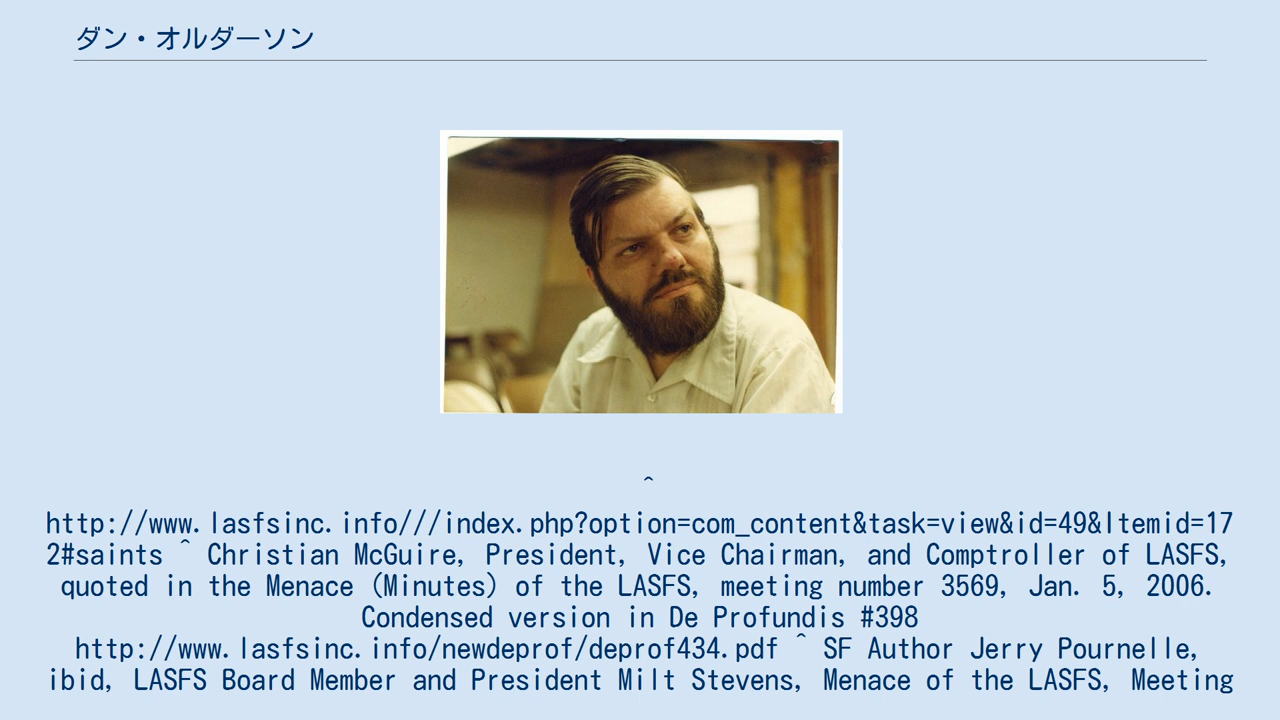 ダン・オルダーソン
^
http://www.lasfsinc.info///index.php?option=com_content&task=view&id=49&Itemid=17
2#saints ^ Christian McGuire, President, Vice Chairman, and Comptroller of LASFS,
quoted in the Menace (Minutes) of the LASFS, meeting number 3569, Jan. 5, 2006.
Condensed version in De Profundis #398
http://www.lasfsinc.info/newdeprof/deprof434.pdf ^ SF Author Jerry Pournelle,
ibid, LASFS Board Member and President Milt Stevens, Menace of the LASFS, Meeting